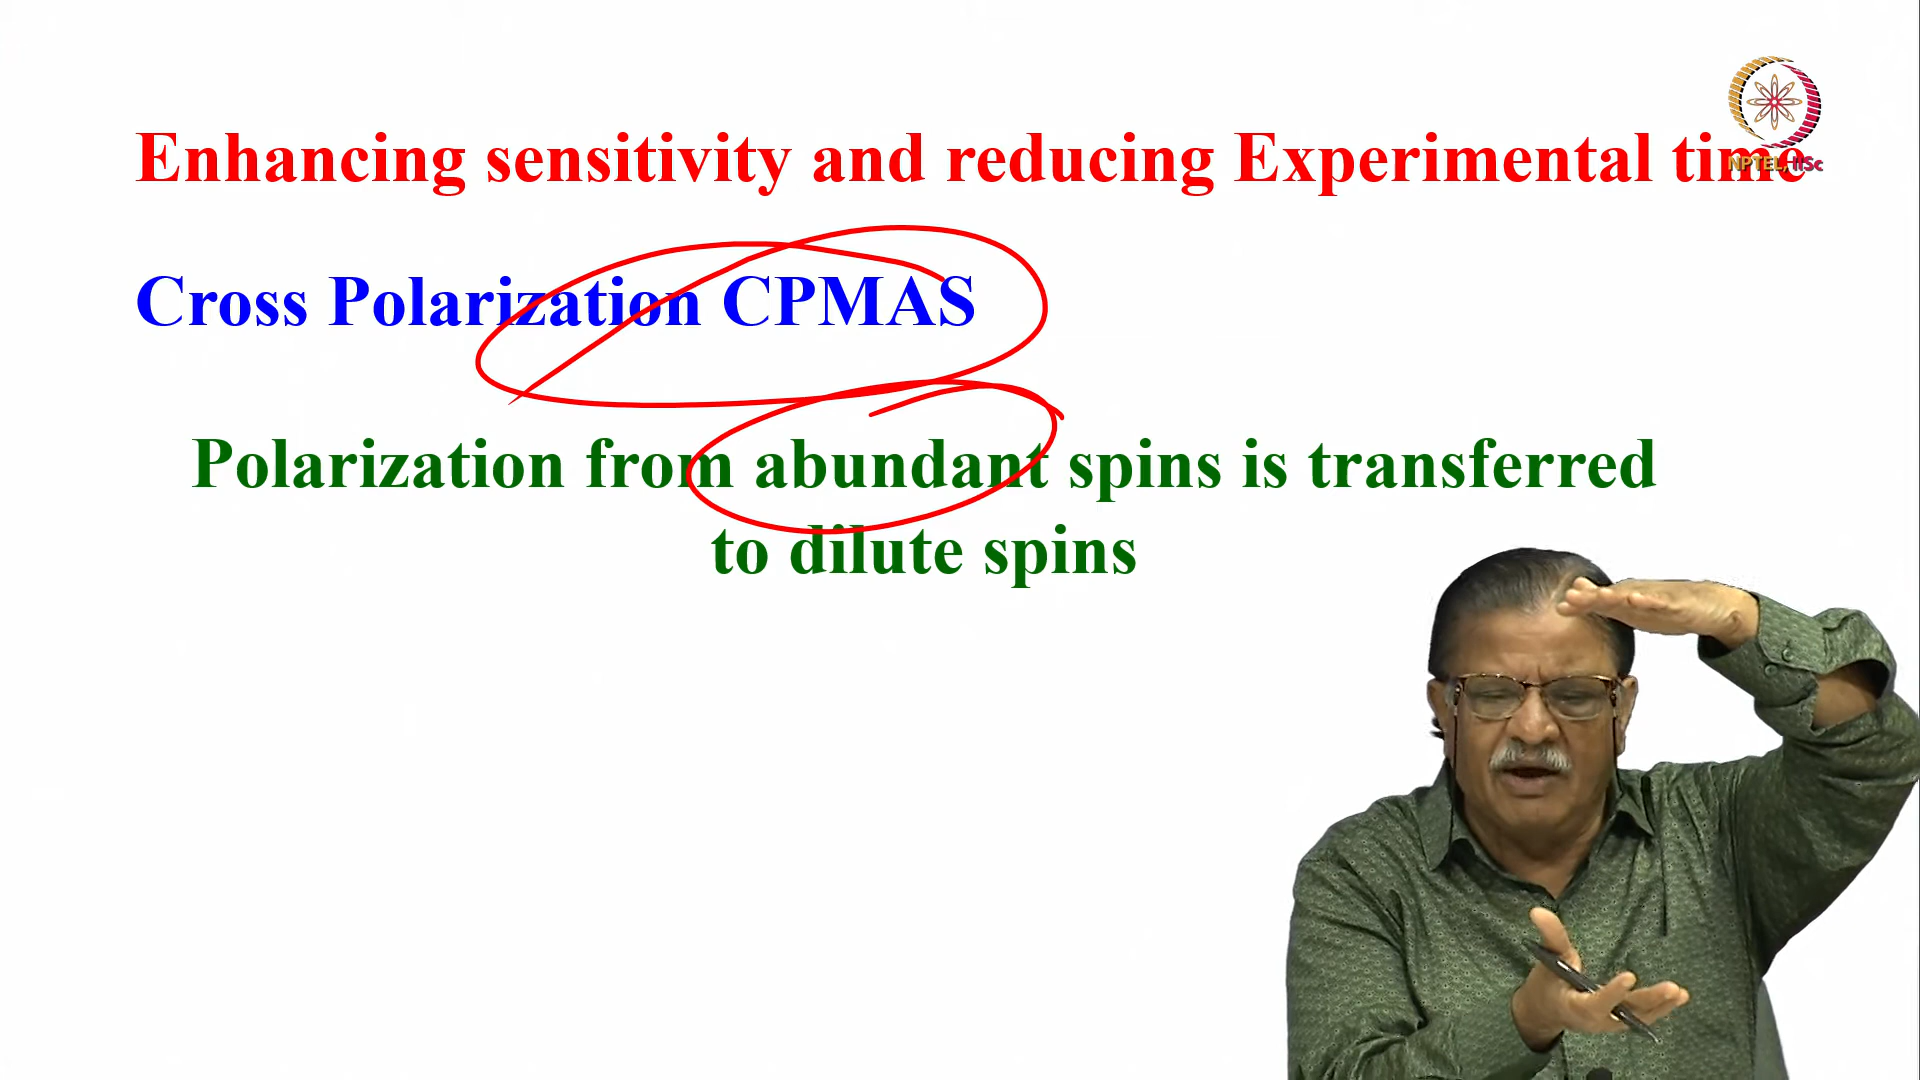 NPTEL, IISc
Enhancing sensitivity and reducing Experimental time
Cross Polarization CPMAS
Polarization from abundant spins is transferred
to dilute spins